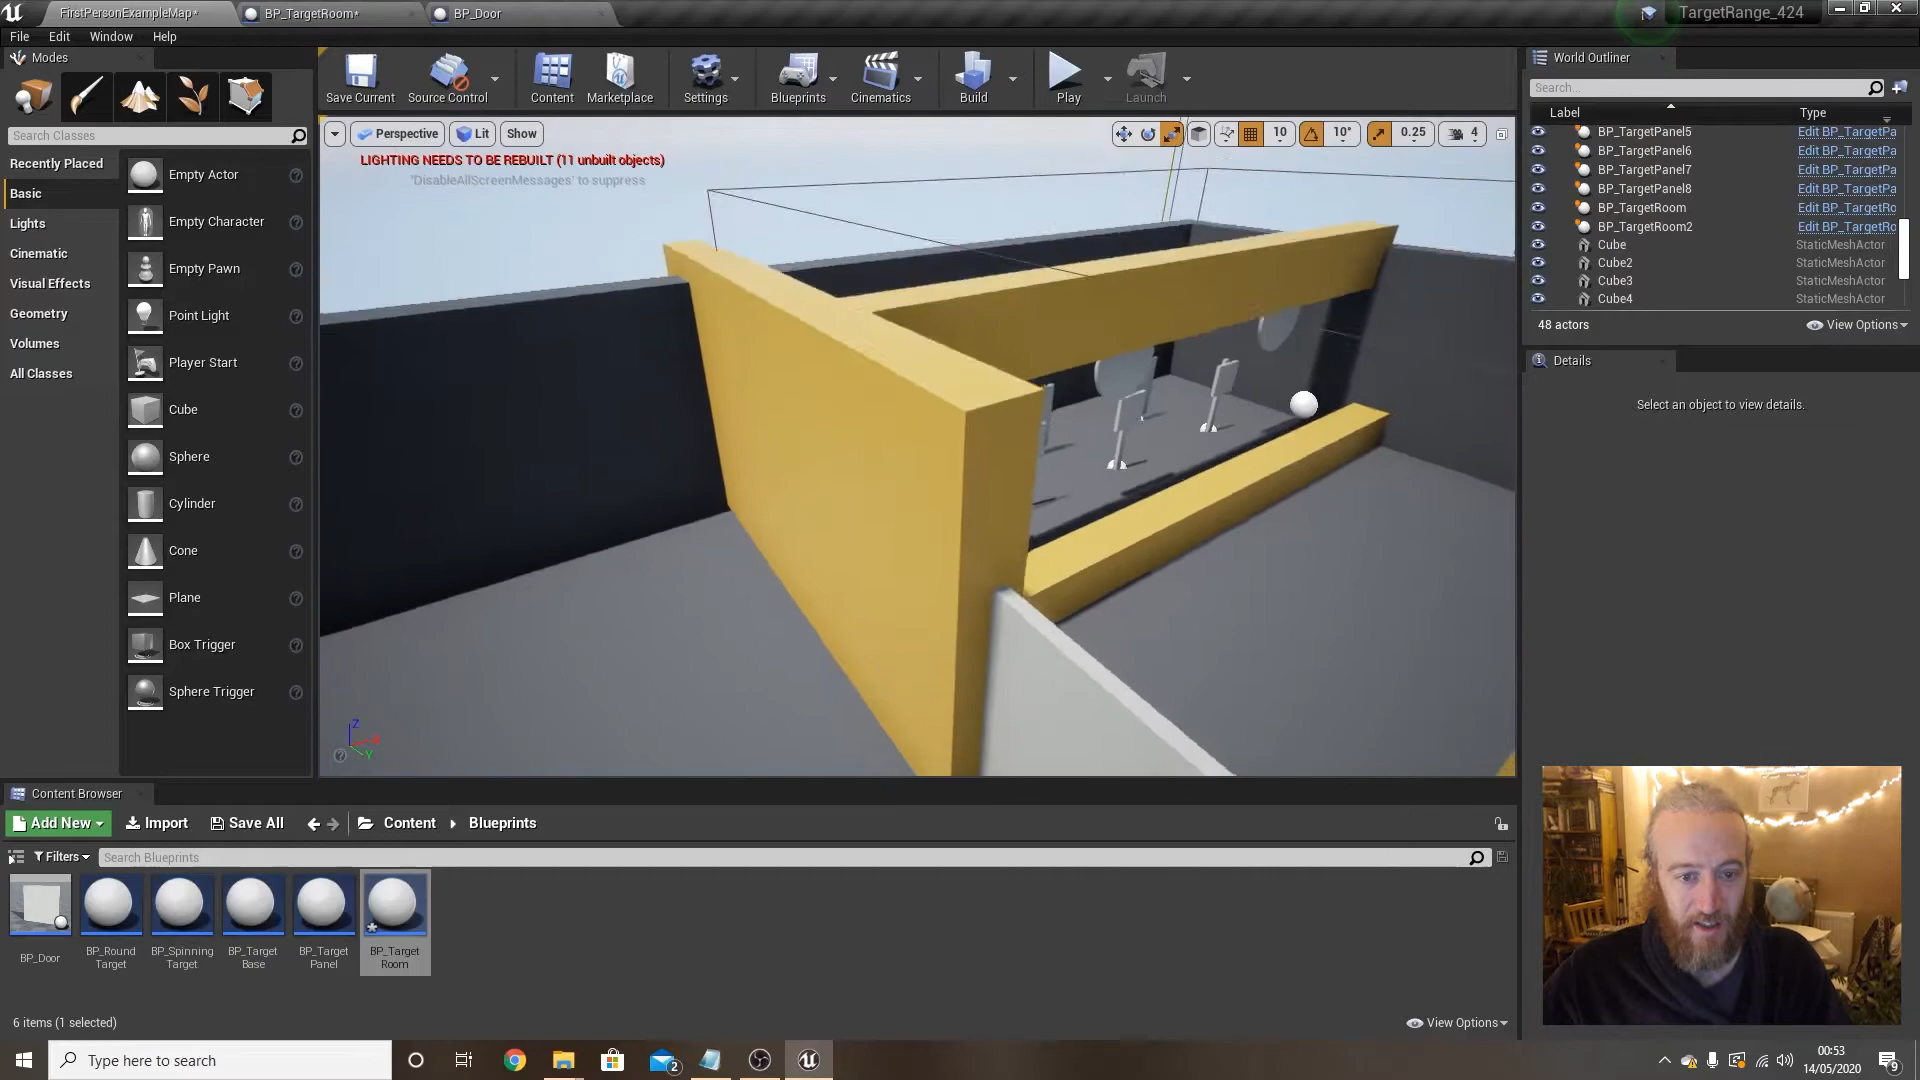 FirstPersonExampleMap*
BP_TargetRoom*
BP_Door
TargetRange_424
File Edit Window Help
Modes
Search Classes
Recently Placed
Basic
Lights
Cinematic
Visual Effects
Geometry
Volumes
All Classes
Empty Actor
Empty Character
Empty Pawn
Point Light
Player Start
Cube
Sphere
Cylinder
Cone
Plane
Box Trigger
Sphere Trigger
Save Current
Source Control
Content
Marketplace
Settings
Blueprints
Cinematics
Build
Play
Launch
Perspective
Lit
Show
10
10°
0.25
4
LIGHTING NEEDS TO BE REBUILT (11 unbuilt objects)
'DisableAllScreenMessages' to suppress
Z
X
Y
World Outliner
Search...
Label Type
BP_TargetPanel5 Edit BP_TargetPa
BP_TargetPanel6 Edit BP_TargetPa
BP_TargetPanel7 Edit BP_TargetPa
BP_TargetPanel8 Edit BP_TargetPa
BP_TargetRoom Edit BP_TargetRo
BP_TargetRoom2 Edit BP_TargetRo
Cube StaticMeshActor
Cube2 StaticMeshActor
Cube3 StaticMeshActor
Cube4 StaticMeshActor
48 actors
View Options
Details
Select an object to view details.
Content Browser
Add New
Import
Save All
Content
Blueprints
Filters
Search Blueprints
BP_Door
BP_Round
Target
BP_Spinning
Target
BP_Target
Base
BP_Target
Panel
BP_Target
Room
6 items (1 selected)
View Options
Type here to search
2
00:53
14/05/2020
9